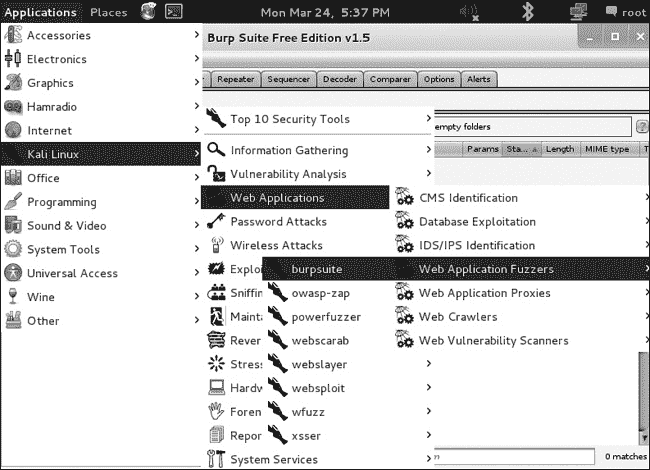 Applications Places Mon Mar 24, 5:37 PM root
Accessories
Electronics
Graphics
Hamradio
Internet
Kali Linux
Office
Programming
Sound & Video
System Tools
Universal Access
Wine
Other
Burp Suite Free Edition v1.5
Repeater Sequencer Decoder Comparer Options Alerts
empty folders
Params Sta... Length MIME type T
Top 10 Security Tools
Information Gathering
Vulnerability Analysis
Web Applications
Password Attacks
Wireless Attacks
Exploi
Sniffin
Mainta
Rever
Stres
Hardw
Foren
Repor
System Services
burpsuite
owasp-zap
powerfuzzer
webscarab
webslayer
websploit
wfuzz
xsser
CMS Identification
Database Exploitation
IDS/IPS Identification
Web Application Fuzzers
Web Application Proxies
Web Crawlers
Web Vulnerability Scanners
0 matches